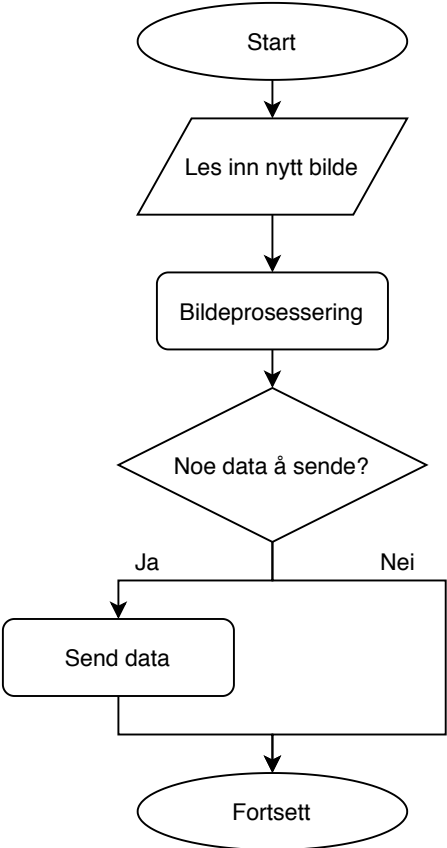 Start
Les inn nytt bilde
Bildeprosessering
Noe data å sende?
Ja
Nei
Send data
Fortsett